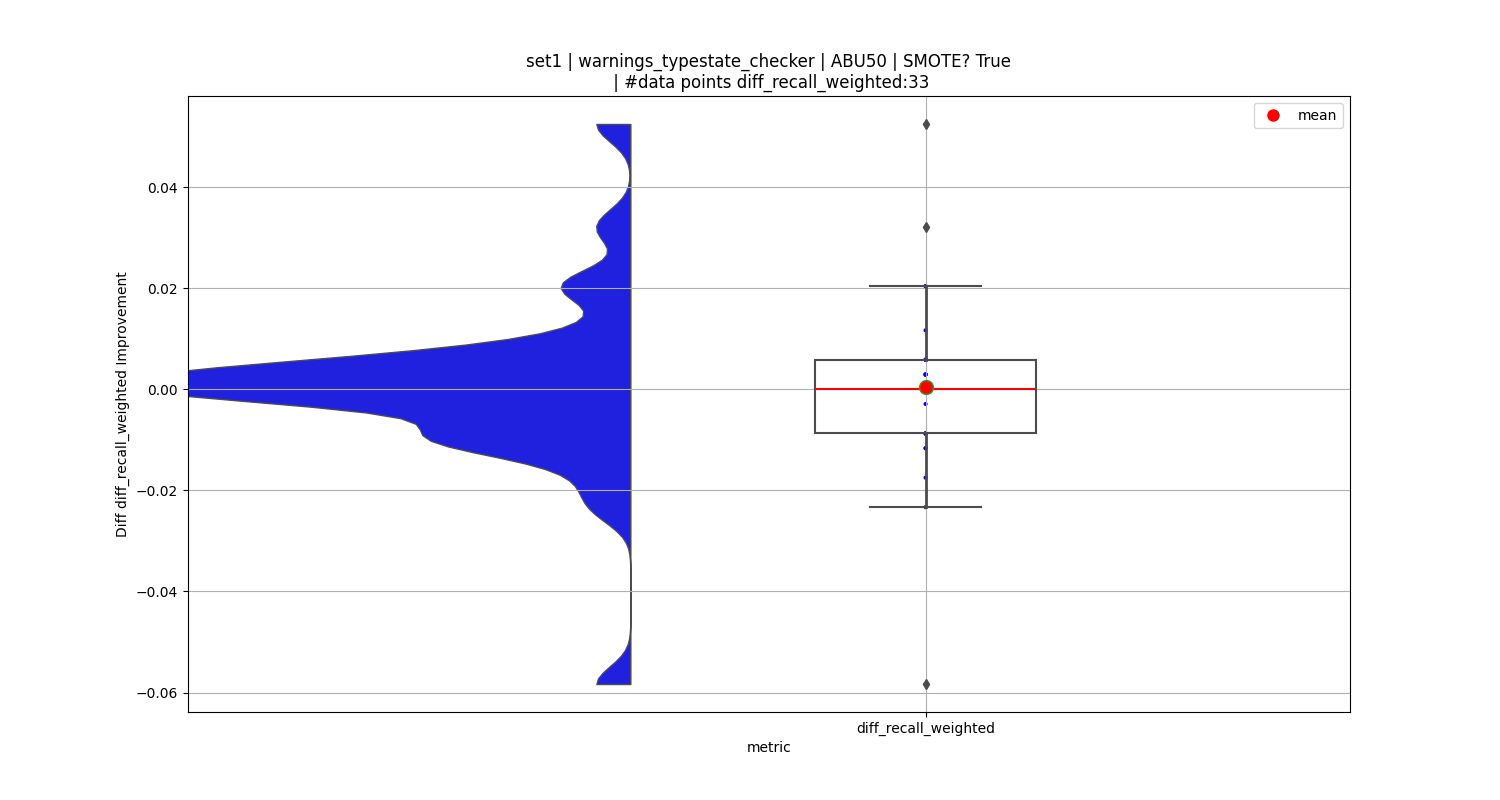 set1 | warnings_typestate_checker | ABU50 | SMOTE? True
| #data points diff_recall_weighted:33
mean
0.04
0.02
0.00
−0.02
−0.04
−0.06
Diff diff_recall_weighted Improvement
diff_recall_weighted
metric